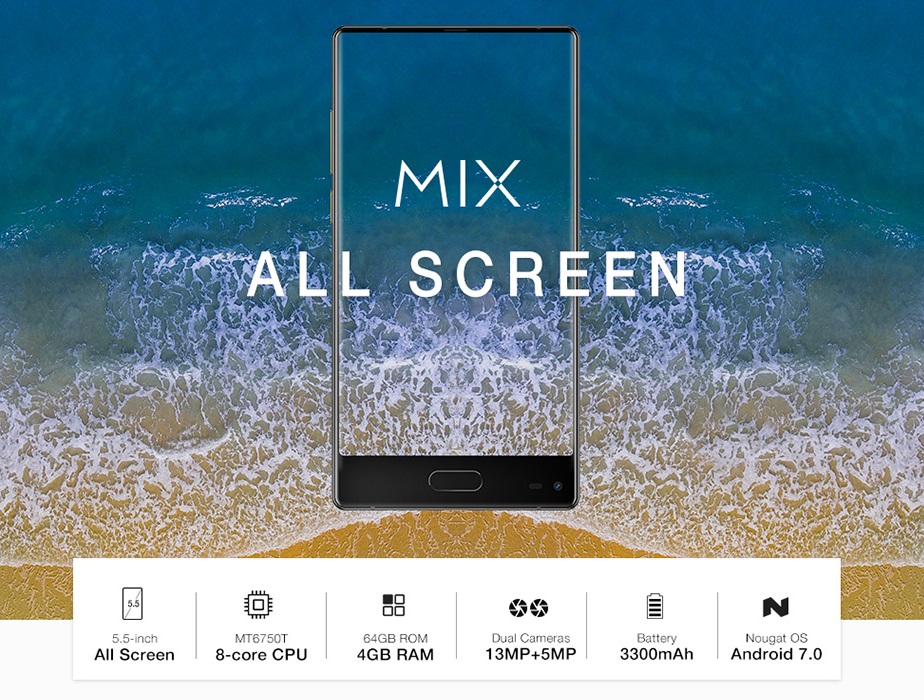 MIX
ALL SCREEN
5.5
5.5-inch
All Screen
MT6750T
8-core CPU
64GB ROM
4GB RAM
Dual Cameras
13MP+5MP
Battery
3300mAh
Nougat OS
Android 7.0